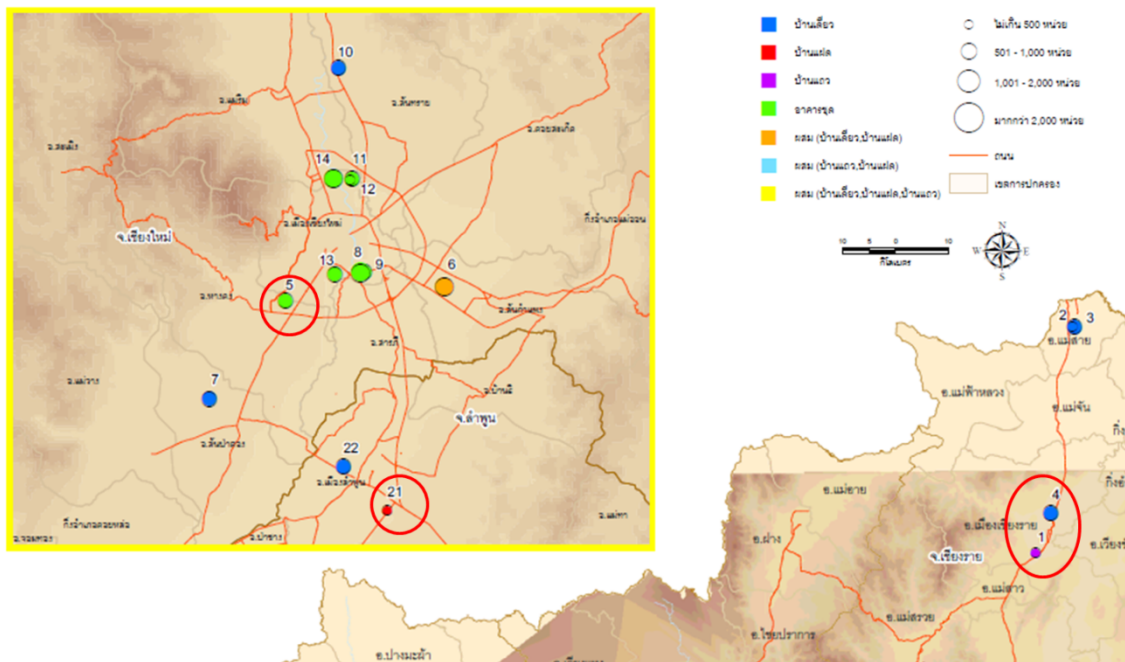 บ้านเดี่ยว
บ้านแฝด
บ้านแถว
อาคารชุด
ผสม (บ้านเดี่ยว,บ้านแฝด)
ผสม (บ้านแถว,บ้านแฝด)
ผสม (บ้านเดี่ยว,บ้านแฝด,บ้านแถว)
ไม่เกิน 500 หน่วย
501 - 1,000 หน่วย
1,001 - 2,000 หน่วย
มากกว่า 2,000 หน่วย
ถนน
เขตการปกครอง
10 5 0 10
กิโลเมตร
N
W E
S
10
อ.แม่ริม
อ.สันทราย
อ.ดอยสะเก็ด
อ.สะเมิง
14 11
12
อ.เมืองเชียงใหม่
กิ่งอำเภอแม่ออน
จ.เชียงใหม่
13 8 9 6
5
อ.หางดง
อ.สันกำแพง
อ.สารภี
7
อ.แม่วาง
อ.บ้านธิ
จ.ลำพูน
อ.สันป่าตอง
22
อ.เมืองลำพูน
21
กิ่งอำเภอดอยหล่อ
อ.แม่ทา
อ.จอมทอง
อ.ป่าซาง
2 3
อ.แม่สาย
อ.แม่ฟ้าหลวง
อ.แม่จัน
อ.แม่อาย
4
อ.เมืองเชียงราย
อ.ฝาง
1
จ.เชียงราย
อ.แม่ลาว
อ.แม่สรวย
อ.ไชยปราการ
อ.ปางมะผ้า